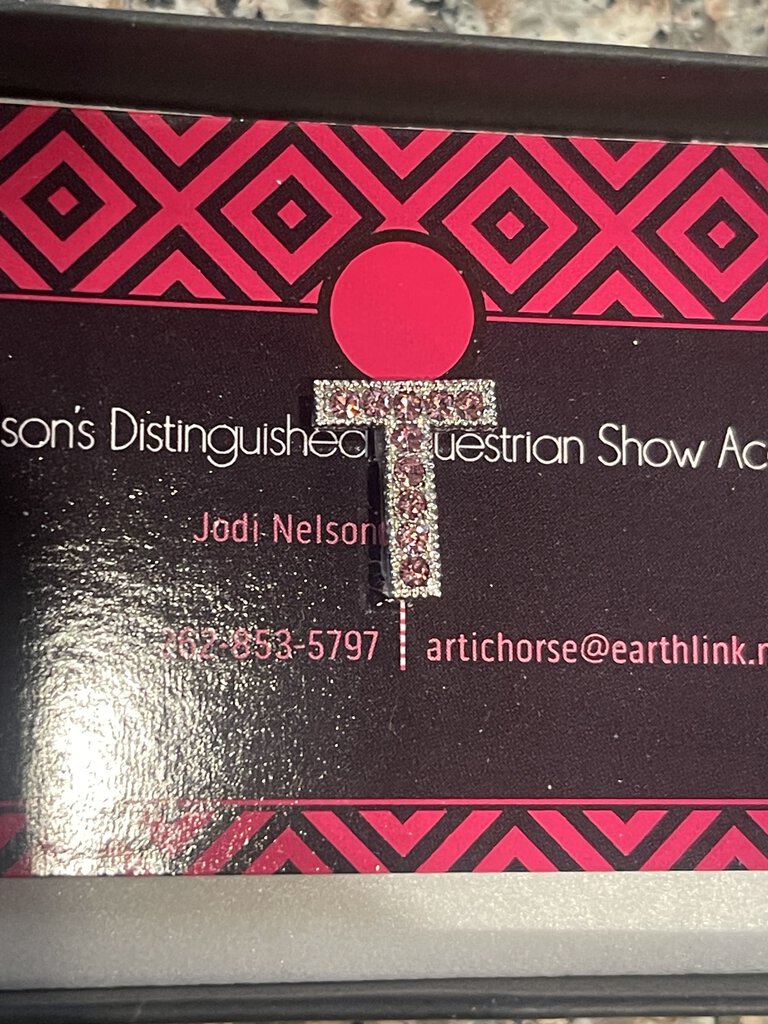 T
son's Distinguished uestrian Show Ac
Jodi Nelson
262-853-5797 artichorse@earthlink.n